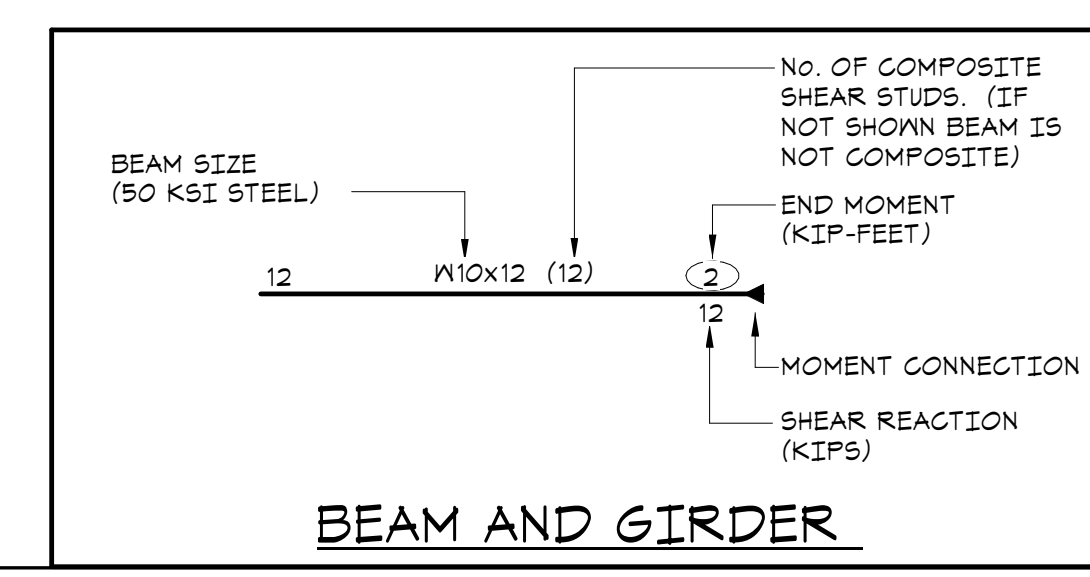 No. OF COMPOSITE
SHEAR STUDS. (IF
NOT SHOWN BEAM IS
NOT COMPOSITE)
BEAM SIZE
(50 KSI STEEL)
END MOMENT
(KIP-FEET)
12 W10x12 (12) 2
12
MOMENT CONNECTION
SHEAR REACTION
(KIPS)
BEAM AND GIRDER